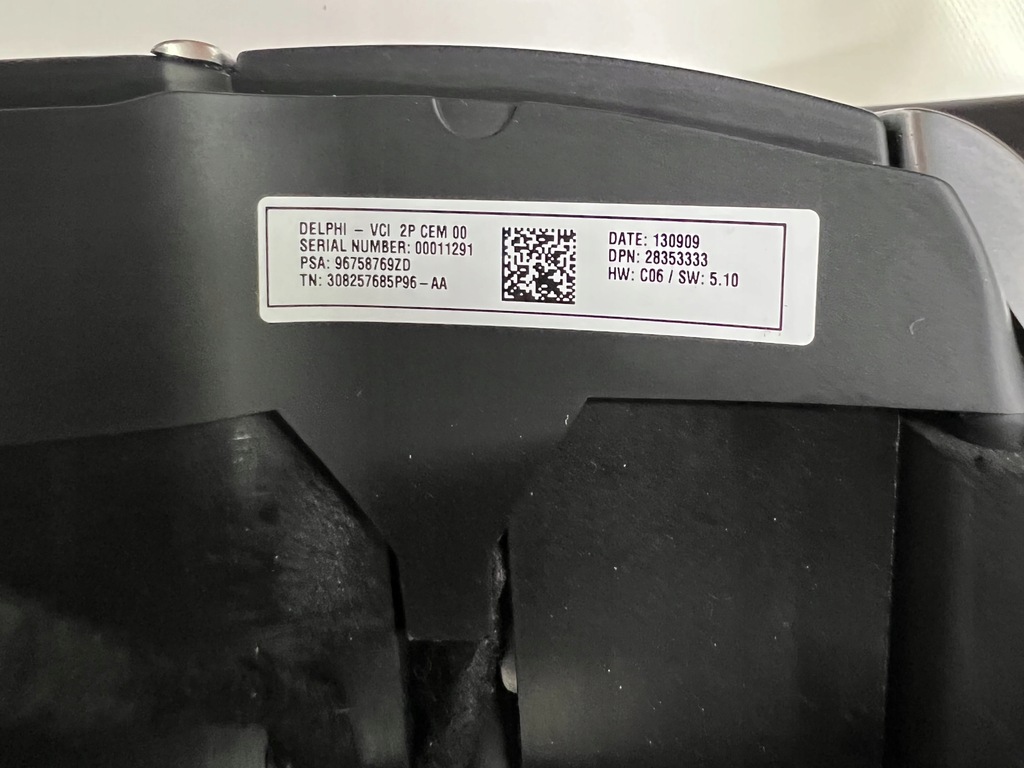 DELPHI - VCI 2P CEM 00
SERIAL NUMBER: 00011291
PSA: 96758769ZD
TN: 308257685P96-AA
DATE: 130909
DPN: 28353333
HW: C06 / SW: 5.10